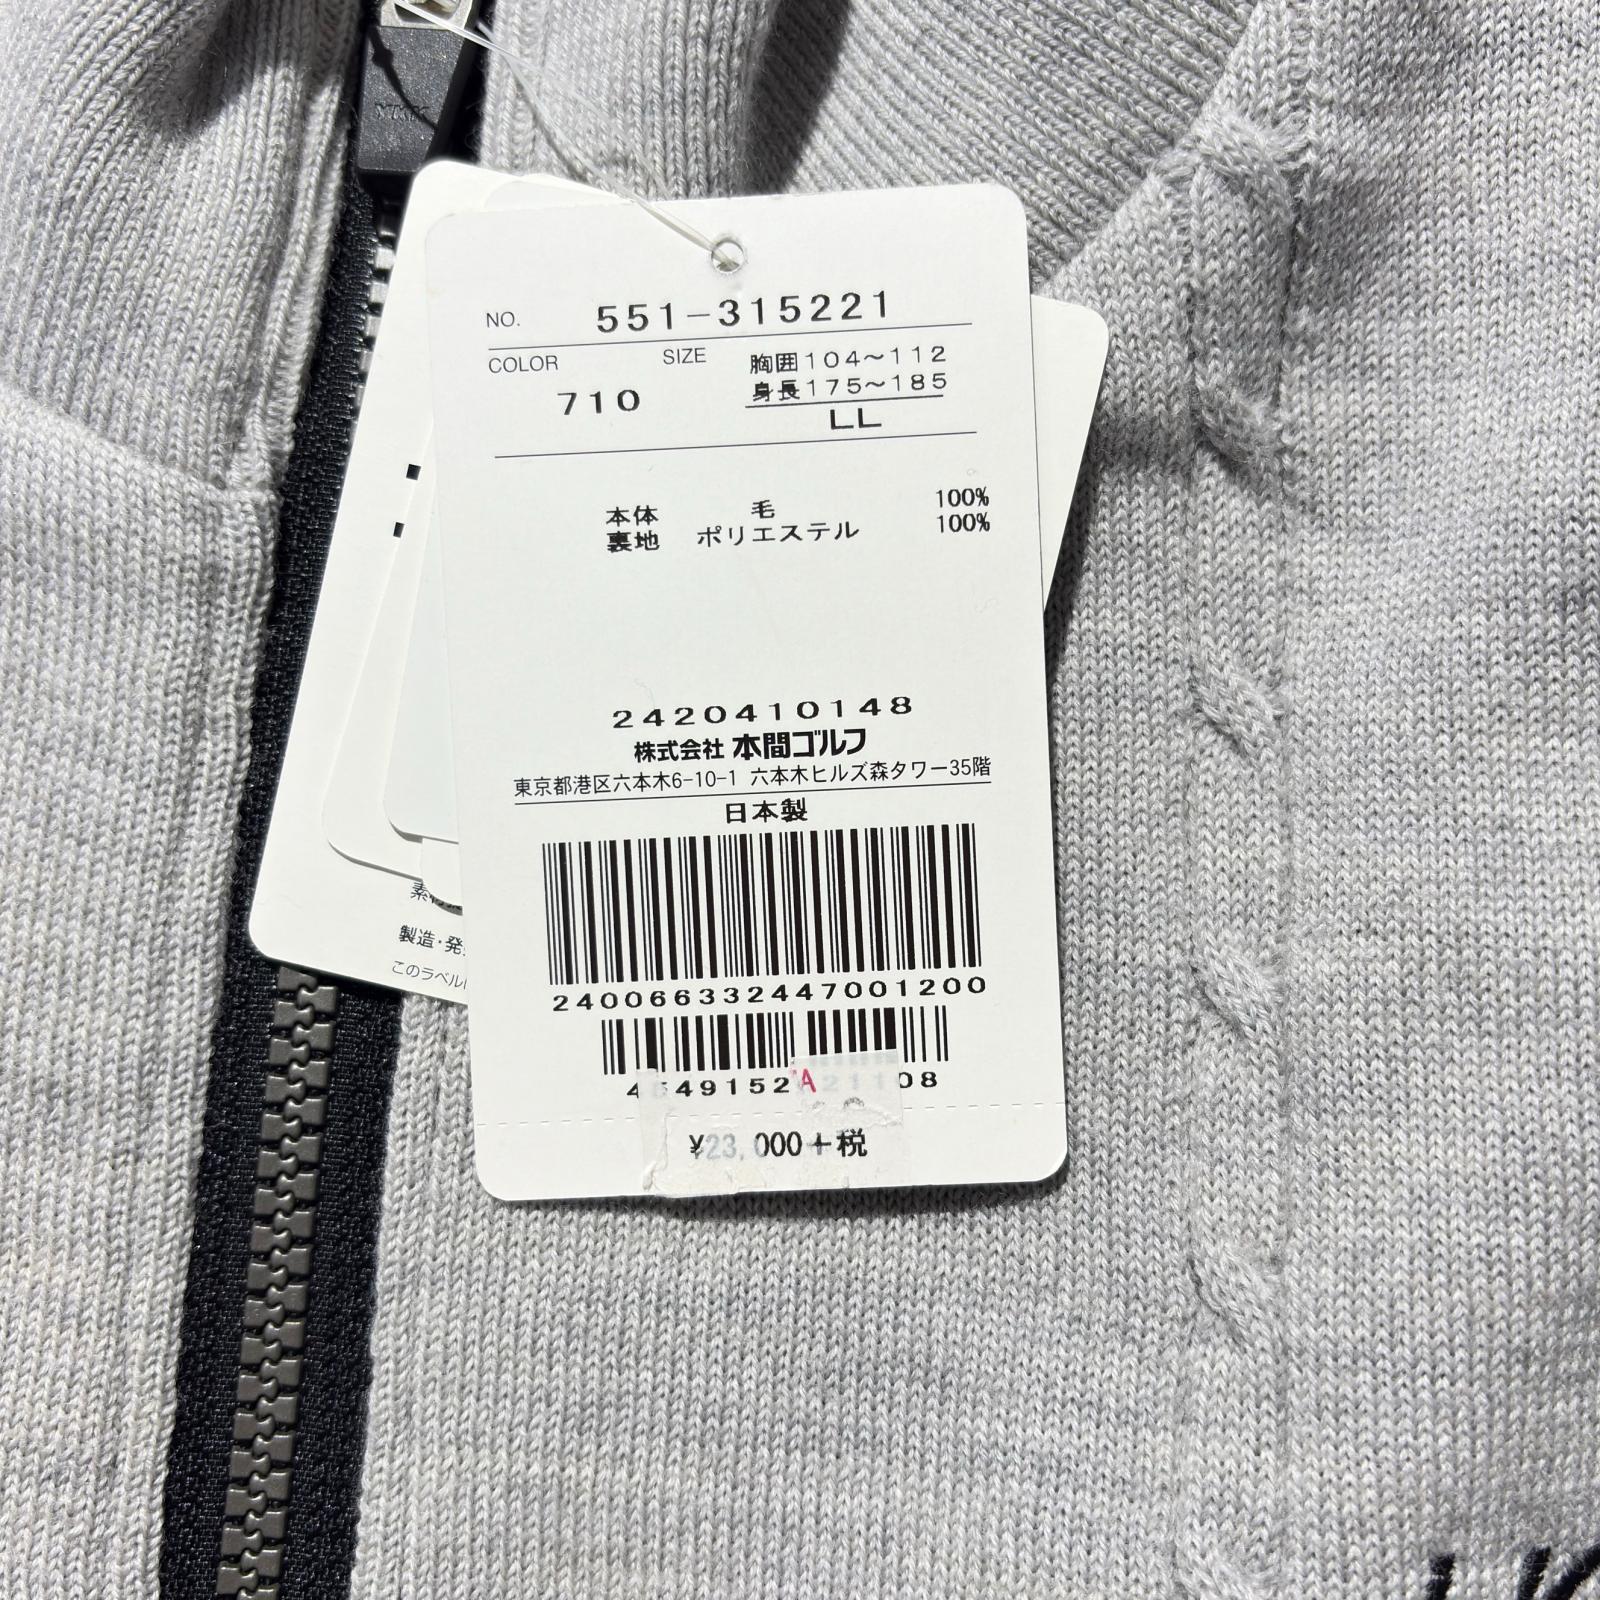 YKK
NO. 551-315221
COLOR SIZE 胸囲104~112
710 身長175~185
LL
本体 毛 100%
裏地 ポリエステル 100%
2420410148
株式会社 本間ゴルフ
東京都港区六本木6-10-1 六本木ヒルズ森タワー35階
日本製
製造・発
このラベル
240066332447001200
A
¥23,000+税